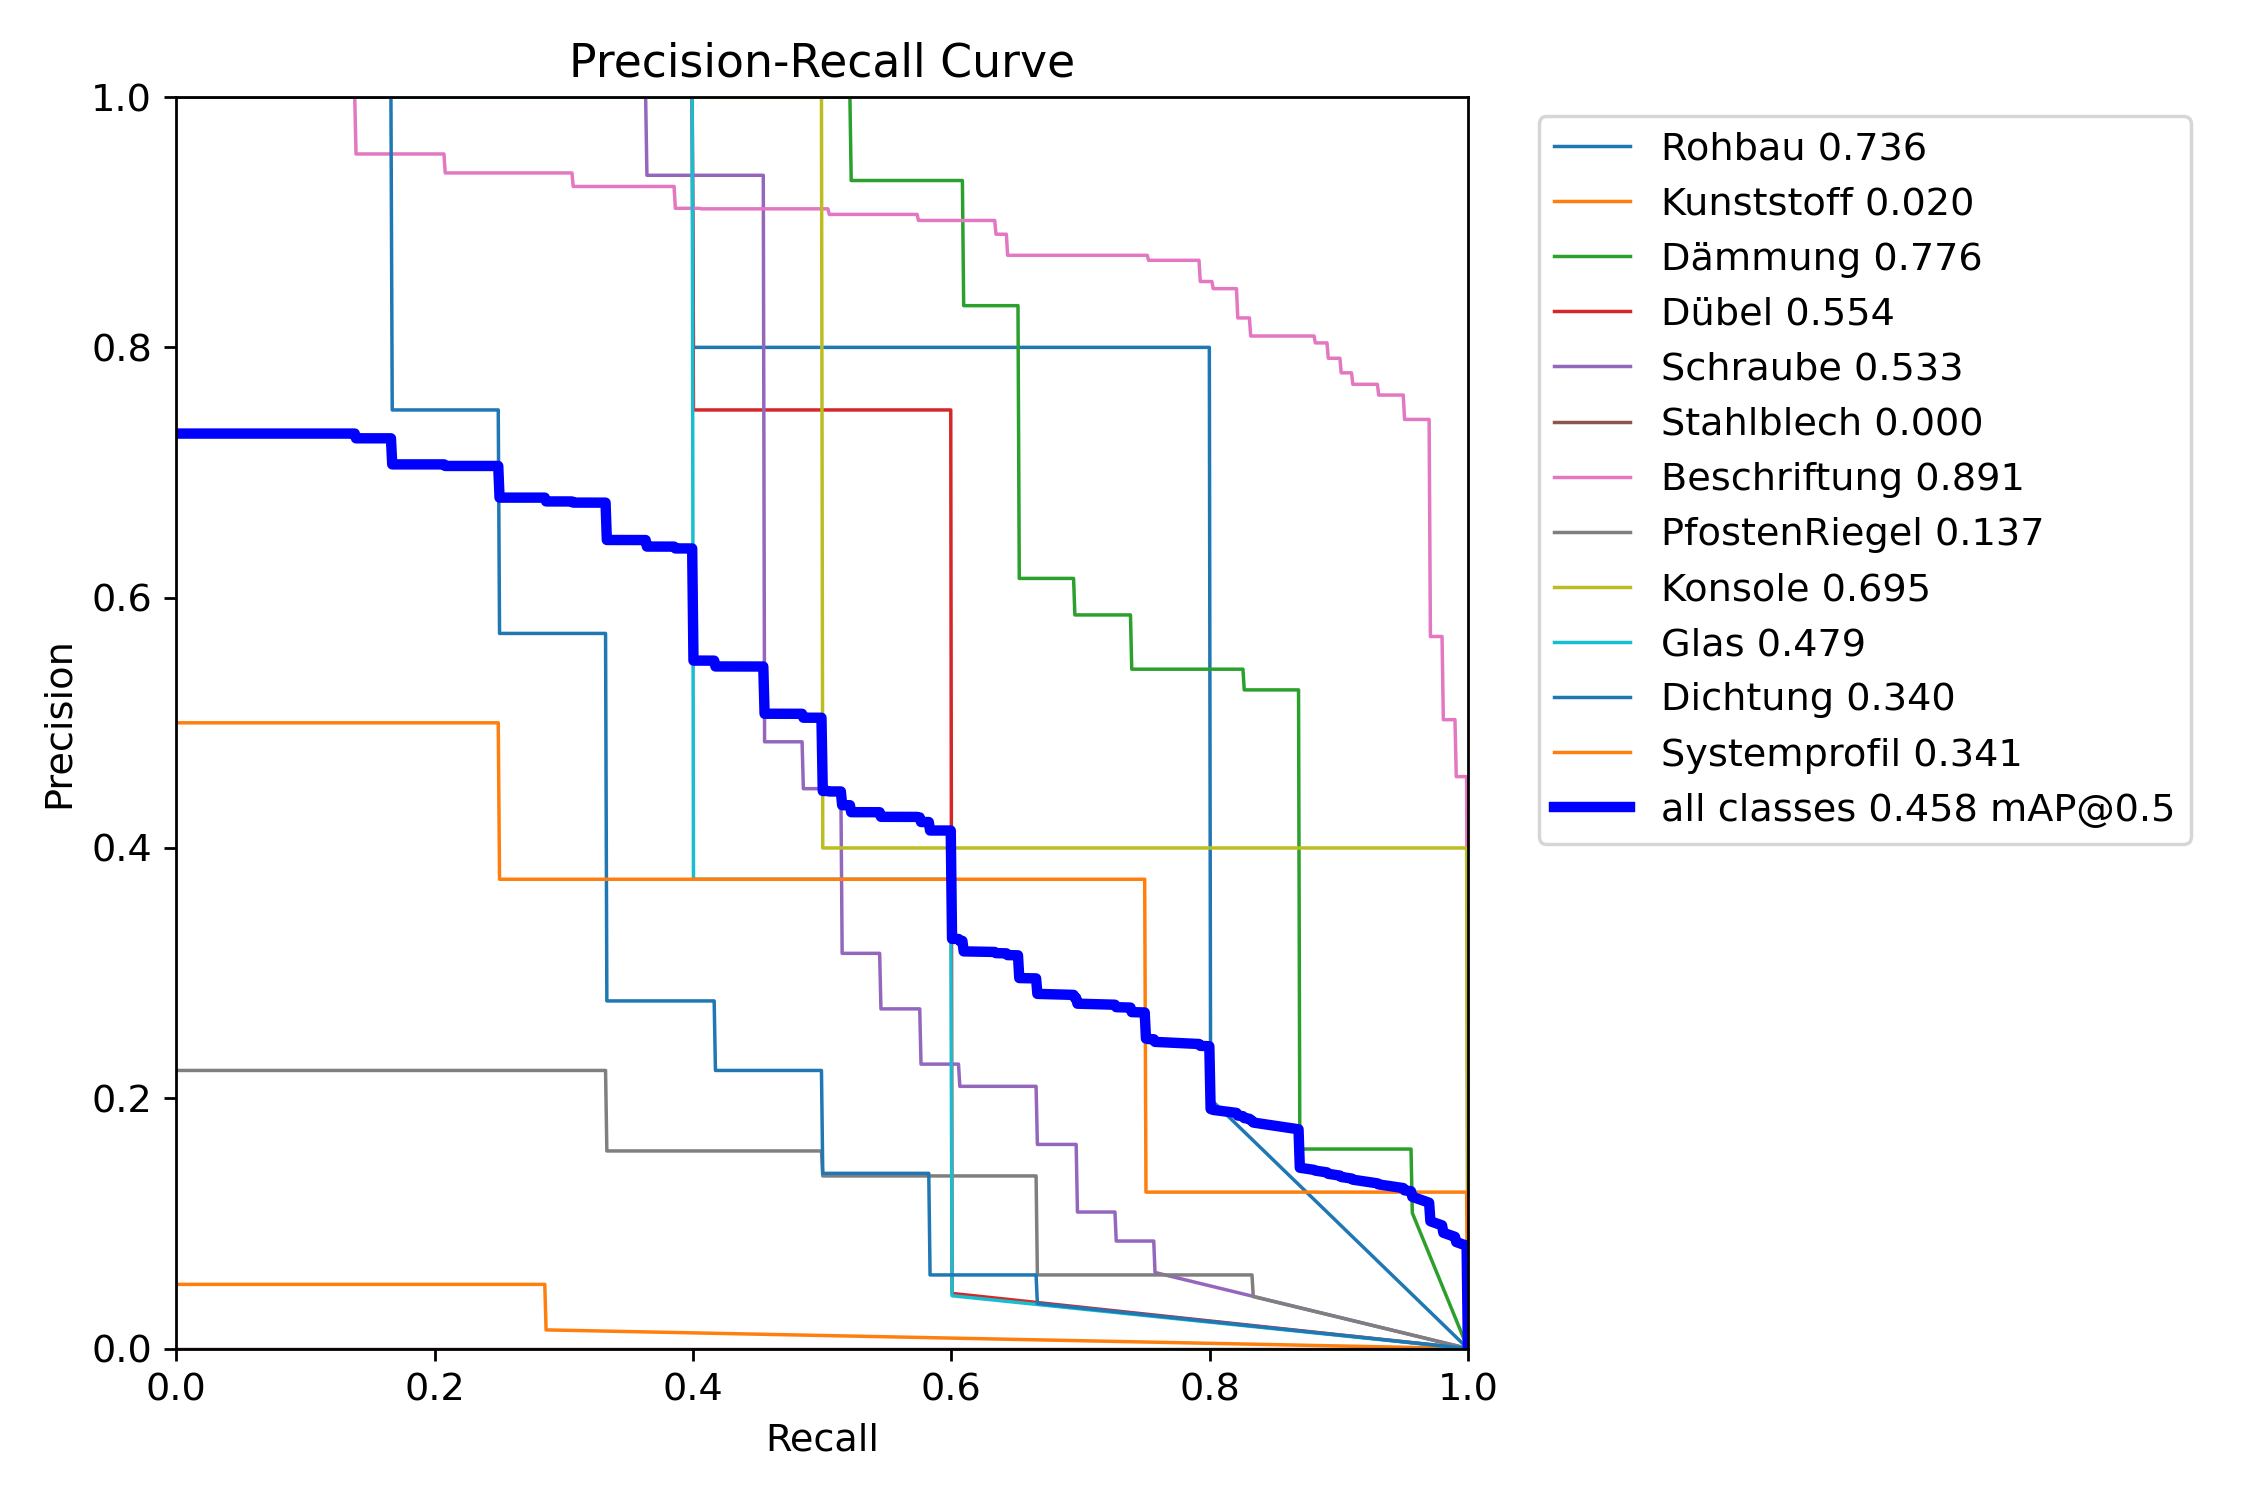 Precision-Recall Curve
1.0
0.8
0.6
0.4
0.2
0.0
Precision
0.0 0.2 0.4 0.6 0.8 1.0
Recall
Rohbau 0.736
Kunststoff 0.020
Dämmung 0.776
Dübel 0.554
Schraube 0.533
Stahlblech 0.000
Beschriftung 0.891
PfostenRiegel 0.137
Konsole 0.695
Glas 0.479
Dichtung 0.340
Systemprofil 0.341
all classes 0.458 mAP@0.5